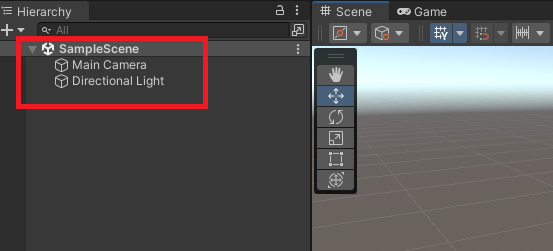 Hierarchy
All
SampleScene
Main Camera
Directional Light
Scene
Game